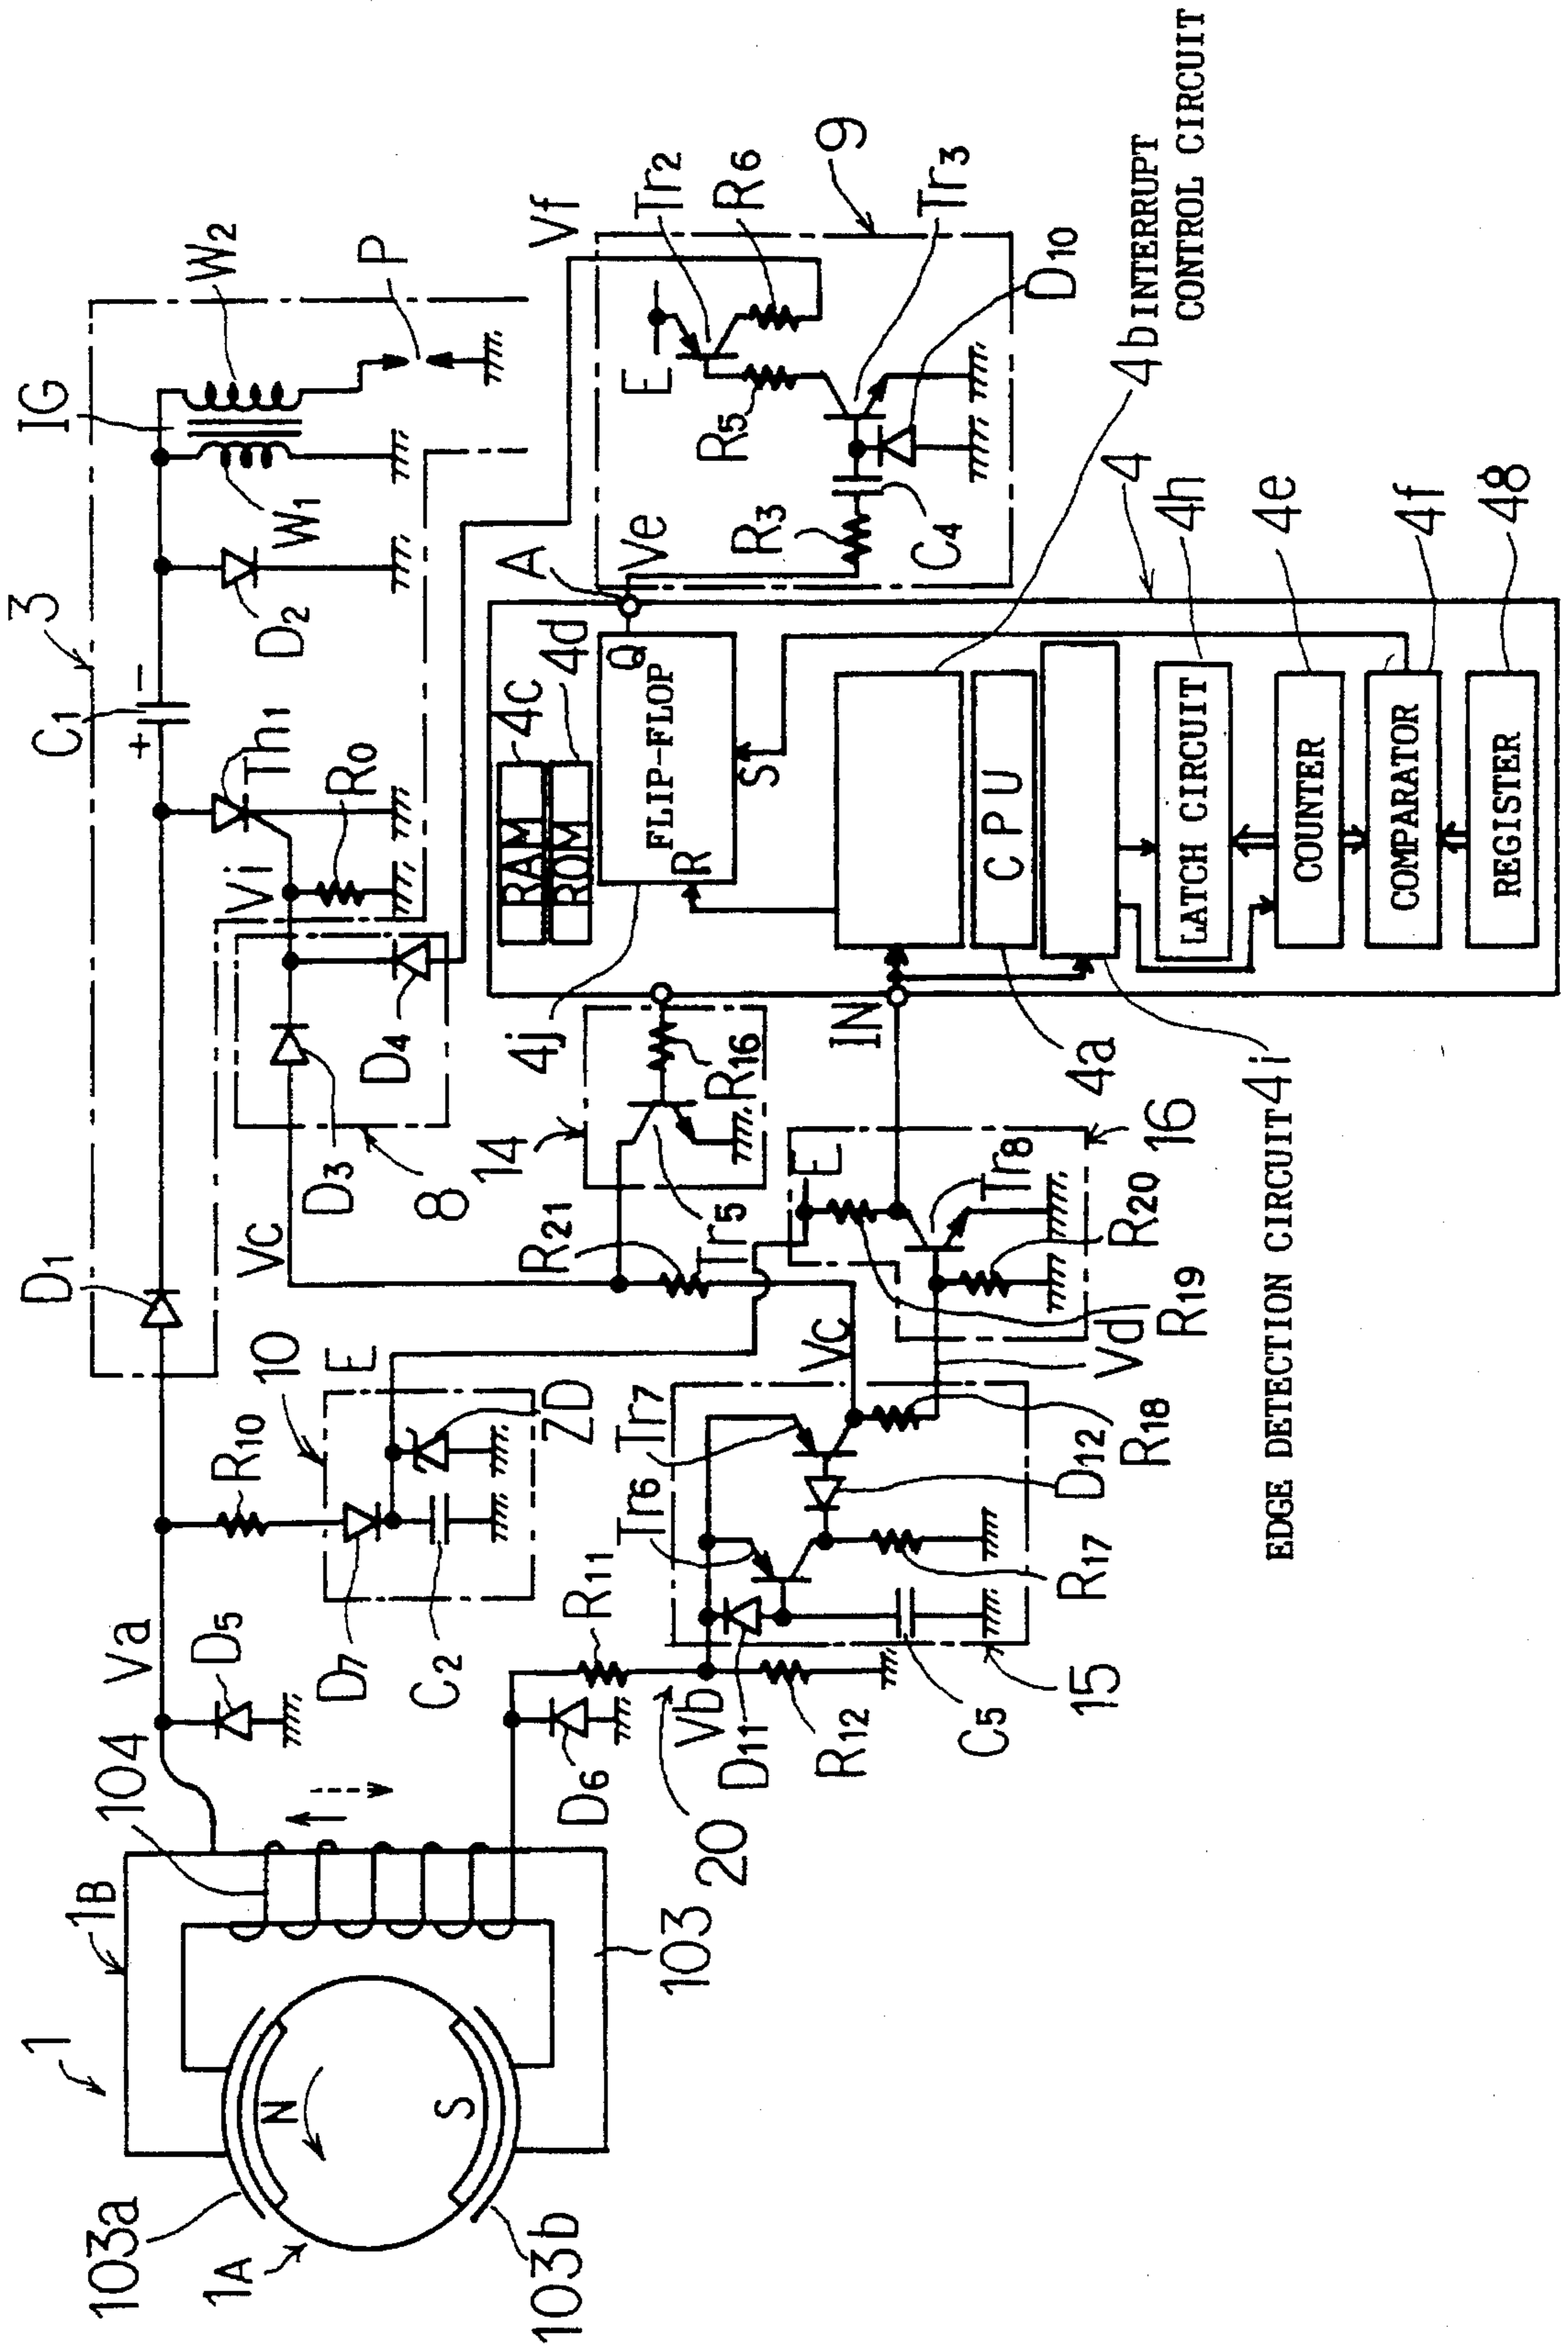 3
IG
W2
P
C1
+
−
Th1
D2
W1
R0
Vi
Vf
D1
D3
D4
8
Vc
Va
R10
10
E
D5
D7
C2
ZD
104
1B
1
103a
N
S
1A
103b
103
D6
R11
20
Vb
D11
R12
C5
15
Tr6
Tr7
R17
D12
R18
Vc
Vd
R21
Tr5
14
R16
E
Tr8
16
R19
R20
IN
4j
4c
RAM
4d
ROM
FLIP-FLOP
Q
R
S
A
Ve
R3
C4
R5
E
Tr2
R6
9
Tr3
D10
4b INTERRUPT
CONTROL CIRCUIT
CPU
4a
4
LATCH CIRCUIT
4h
COUNTER
4e
COMPARATOR
4f
REGISTER
48
EDGE DETECTION CIRCUIT 4i